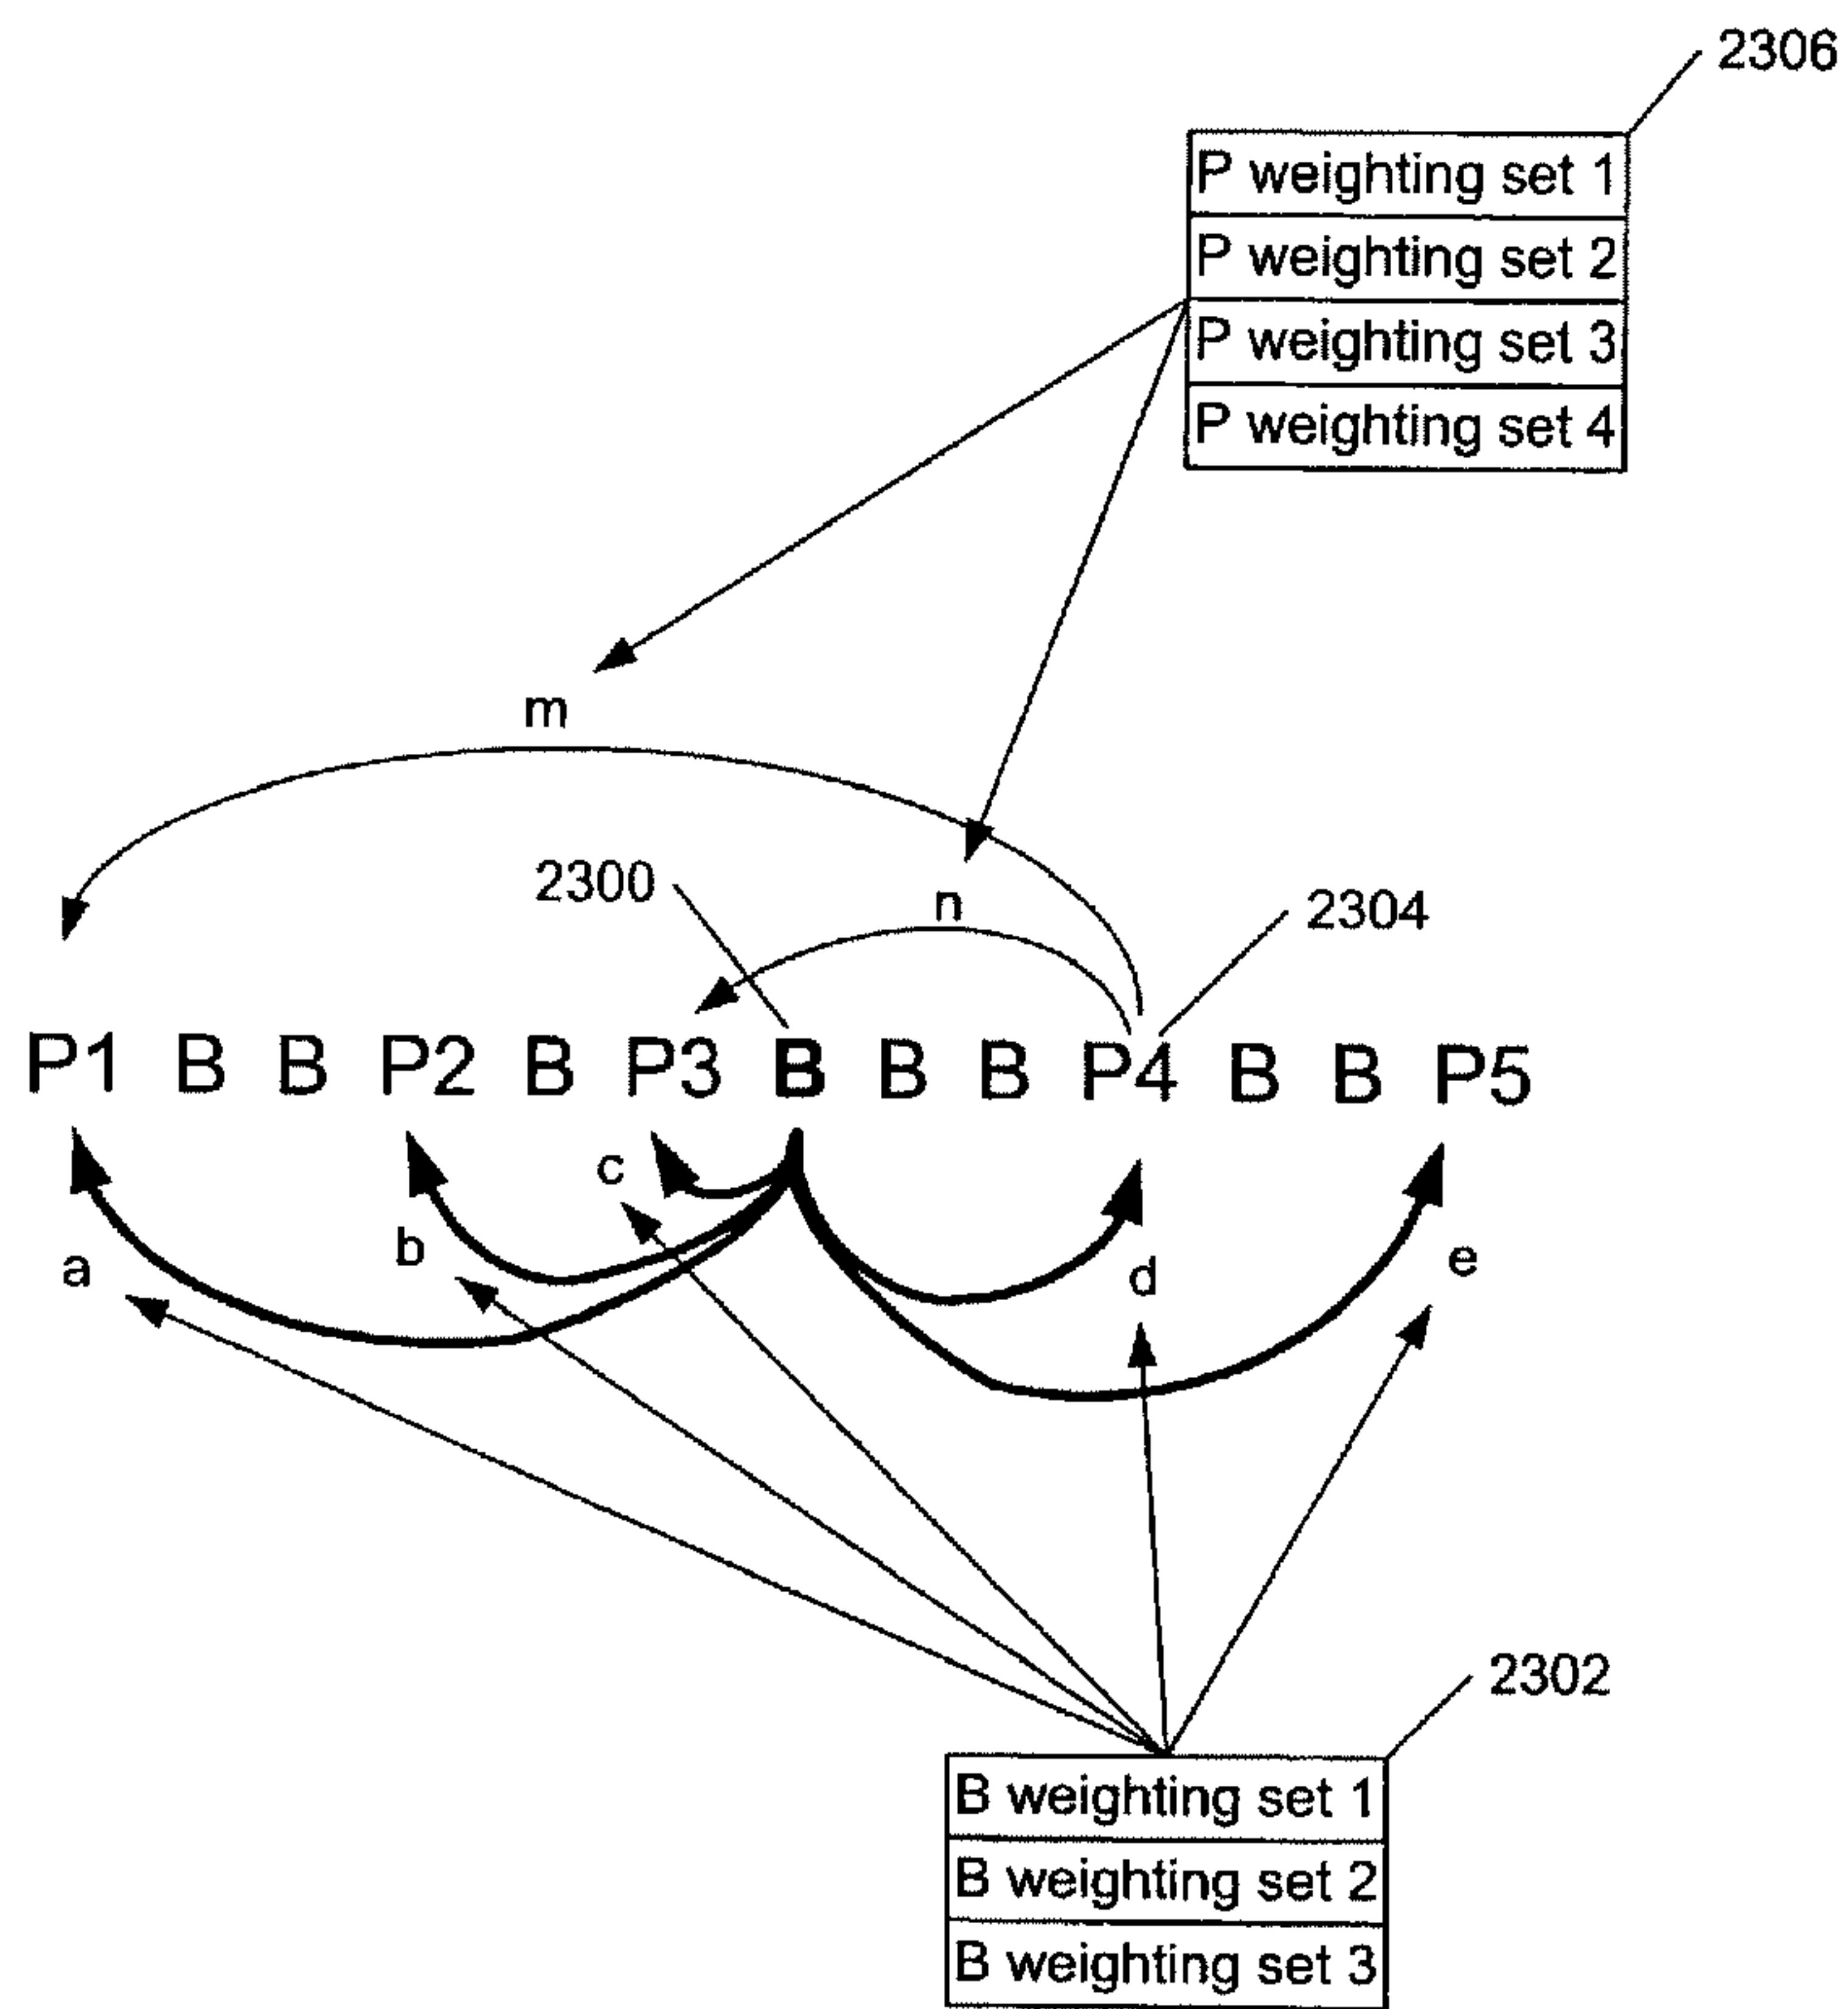 2306
P weighting set 1
P weighting set 2
P weighting set 3
P weighting set 4
m
2300
n
2304
P1 B B P2 B P3 B B B P4 B B P5
c
b
a
d
e
2302
B weighting set 1
B weighting set 2
B weighting set 3